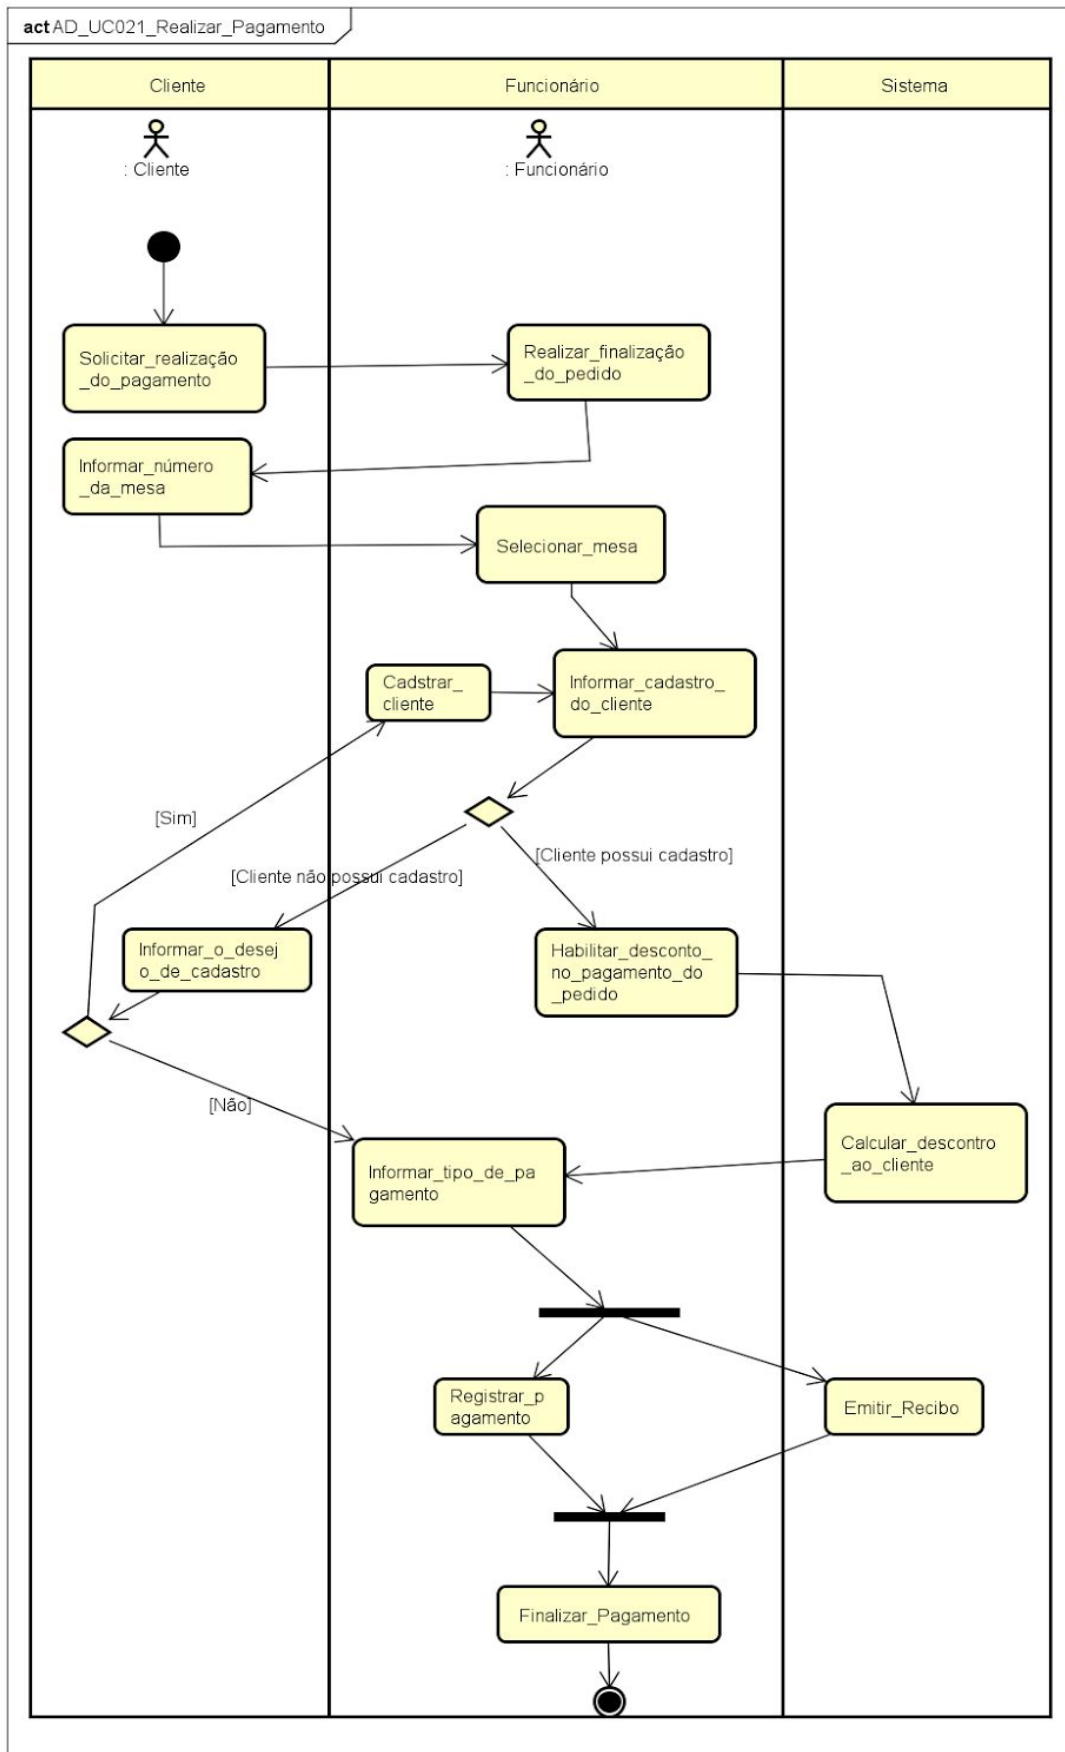 act AD_UC021_Realizar_Pagamento
Cliente
Funcionário
Sistema
: Cliente
: Funcionário
Solicitar_realização
_do_pagamento
Realizar_finalização
_do_pedido
Informar_número
_da_mesa
Selecionar_mesa
Cadstrar_
cliente
Informar_cadastro_
do_cliente
[Sim]
[Cliente possui cadastro]
[Cliente não possui cadastro]
Informar_o_desej
o_de_cadastro
Habilitar_desconto_
no_pagamento_do
_pedido
[Não]
Calcular_descontro
_ao_cliente
Informar_tipo_de_pa
gamento
Registrar_p
agamento
Emitir_Recibo
Finalizar_Pagamento